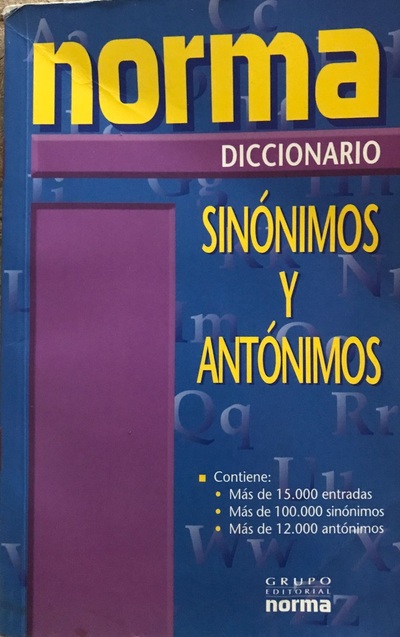 norma
DICCIONARIO
SINÓNIMOS
Y
ANTÓNIMOS
Contiene:
• Más de 15.000 entradas
• Más de 100.000 sinónimos
• Más de 12.000 antónimos
GRUPO
EDITORIAL
norma